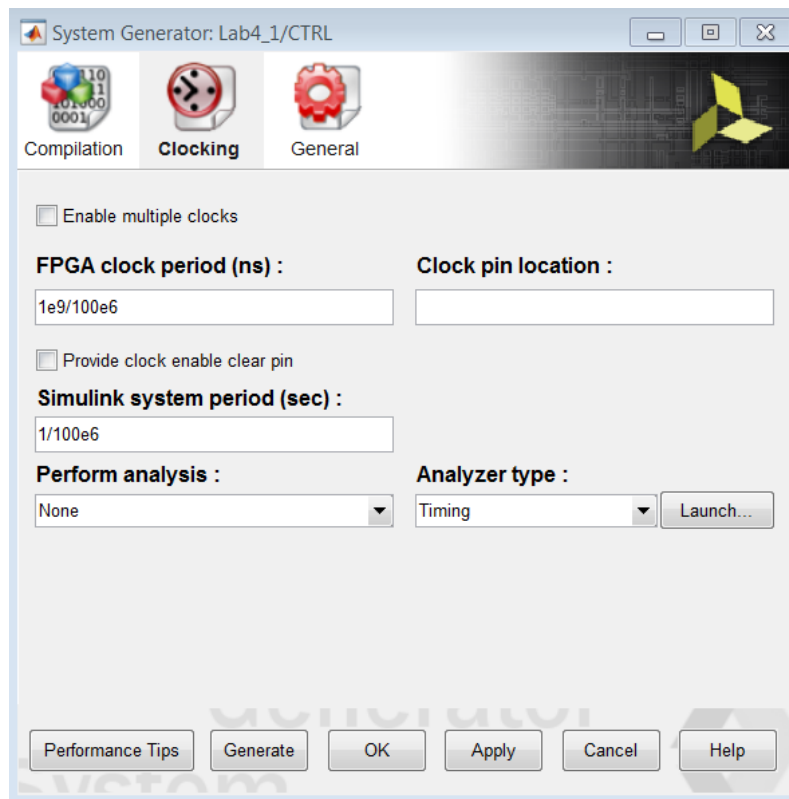 System Generator: Lab4_1/CTRL
Compilation
Clocking
General
Enable multiple clocks
FPGA clock period (ns) :
Clock pin location :
1e9/100e6
Provide clock enable clear pin
Simulink system period (sec) :
1/100e6
Perform analysis :
Analyzer type :
None
Timing
Launch...
Generator
Performance Tips
Generate
OK
Apply
Cancel
Help
System